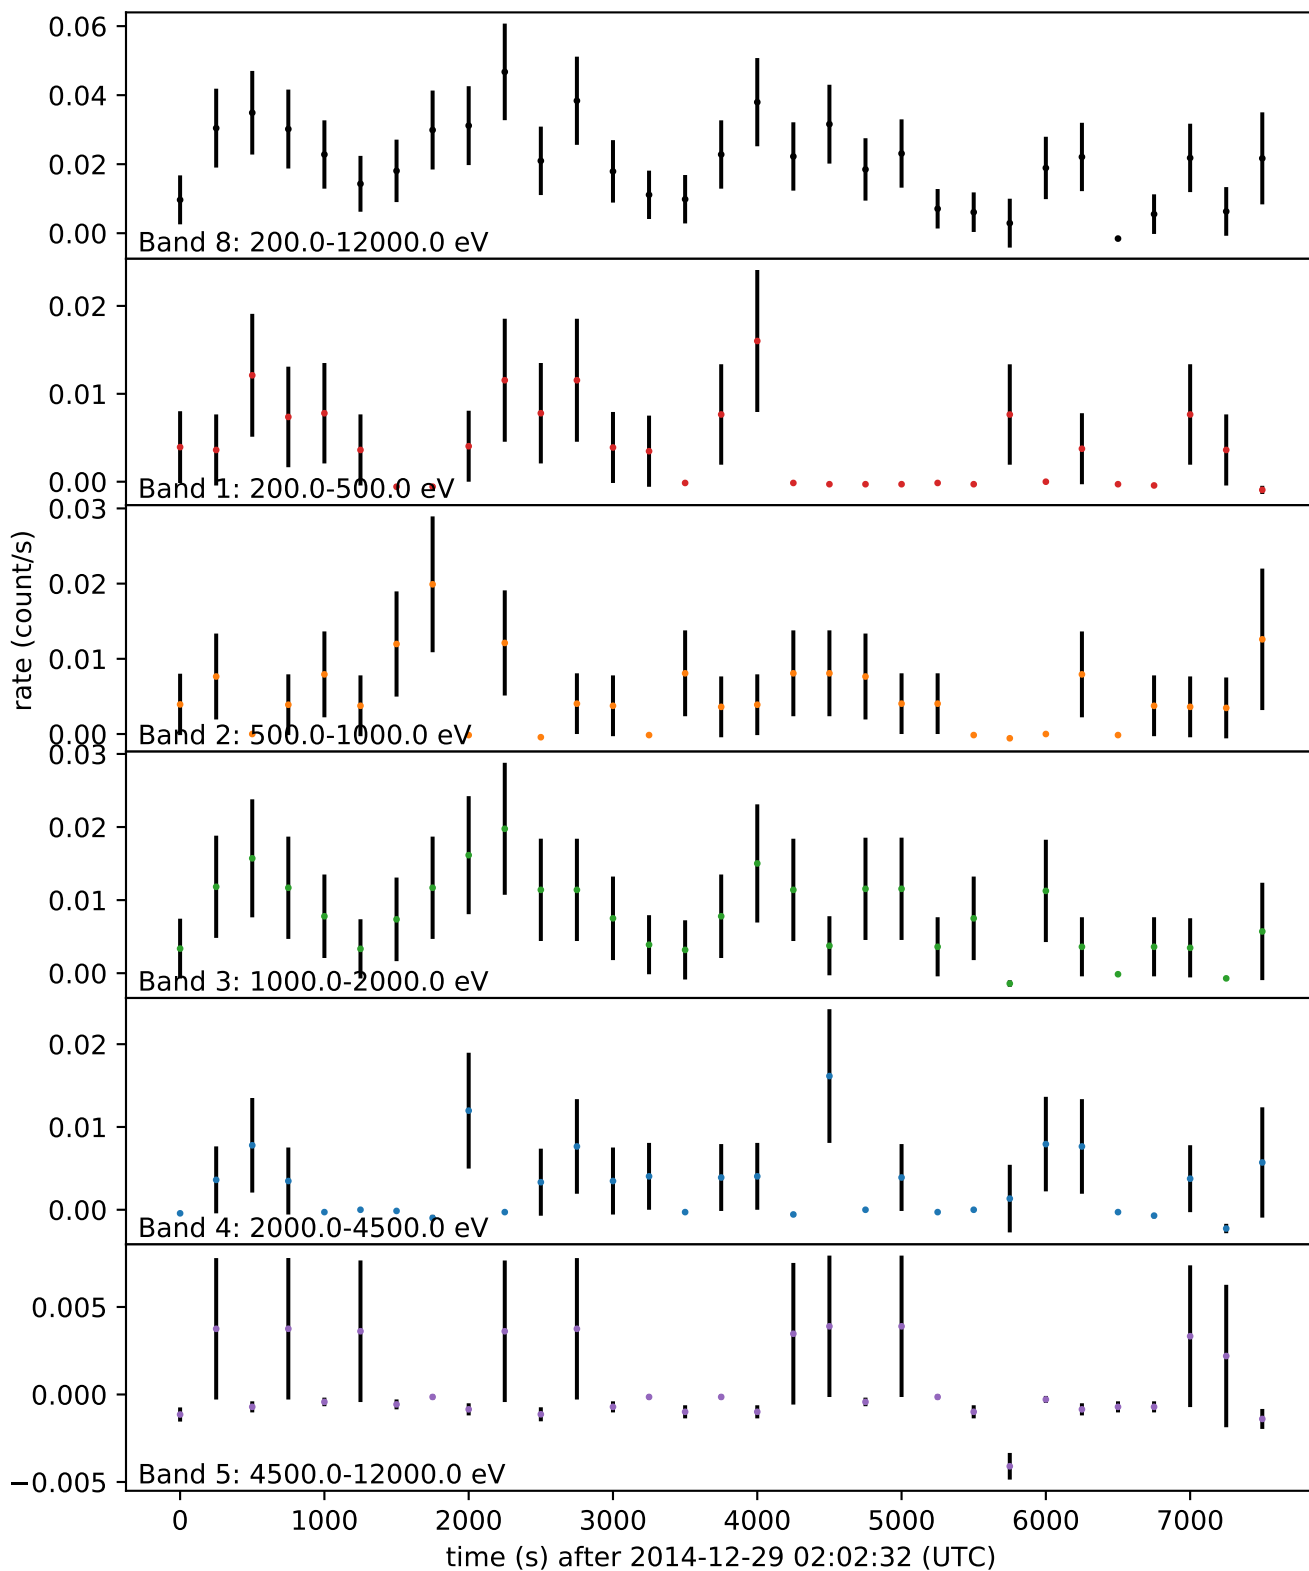 0.06
0.04
0.02
0.00
Band 8: 200.0-12000.0 eV
0.02
0.01
0.00
Band 1: 200.0-500.0 eV
0.03
0.02
0.01
0.00
Band 2: 500.0-1000.0 eV
rate (count/s)
0.03
0.02
0.01
0.00
Band 3: 1000.0-2000.0 eV
0.02
0.01
0.00
Band 4: 2000.0-4500.0 eV
0.005
0.000
−0.005
Band 5: 4500.0-12000.0 eV
0 1000 2000 3000 4000 5000 6000 7000
time (s) after 2014-12-29 02:02:32 (UTC)